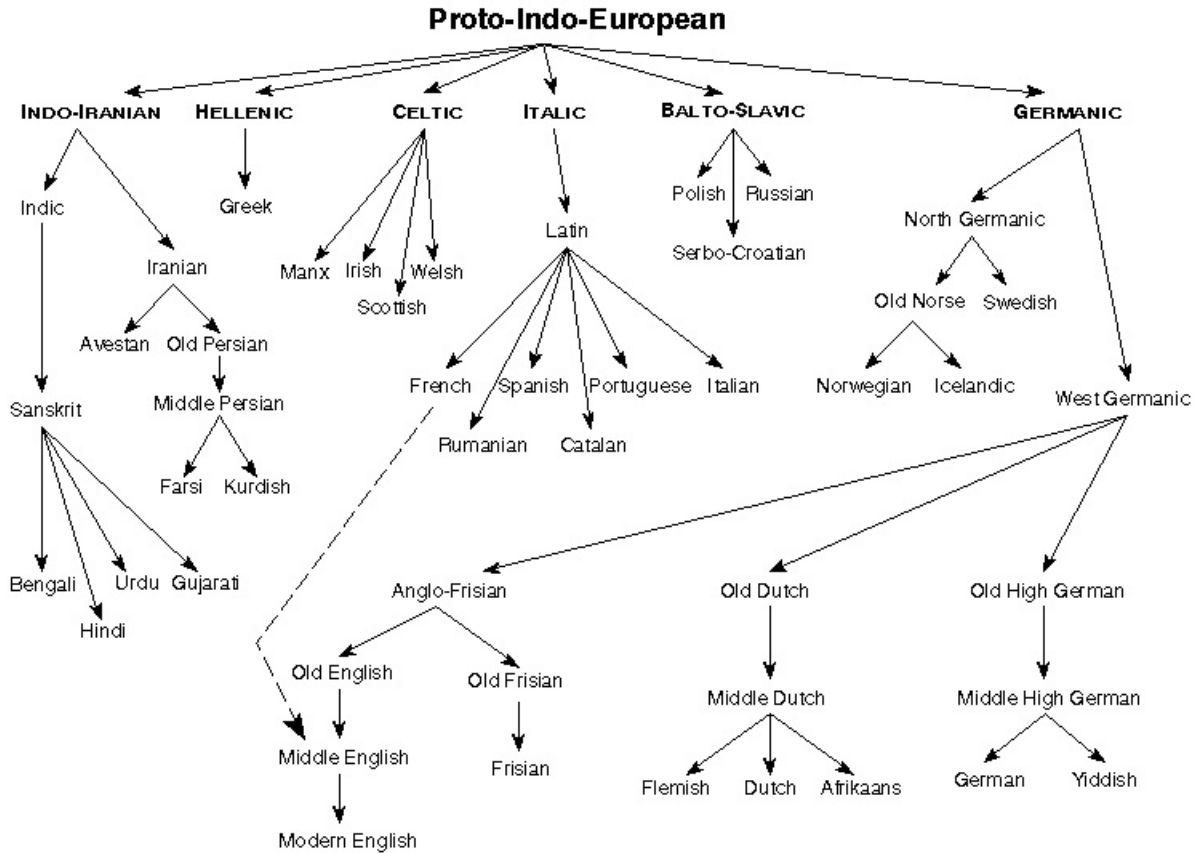 Proto-Indo-European
INDO-IRANIAN HELLENIC CELTIC ITALIC BALTO-SLAVIC GERMANIC
Polish Russian
Indic Greek North Germanic
Latin
Serbo-Croatian
Iranian Manx Irish Welsh
Old Norse Swedish
Scottish
Avestan Old Persian
French Spanish Portuguese Italian Norwegian Icelandic
Sanskrit Middle Persian West Germanic
Rumanian Catalan
Farsi Kurdish
Bengali Urdu Gujarati Anglo-Frisian Old Dutch Old High German
Hindi
Old English Old Frisian
Middle Dutch Middle High German
Middle English Frisian
German Yiddish
Flemish Dutch Afrikaans
Modern English